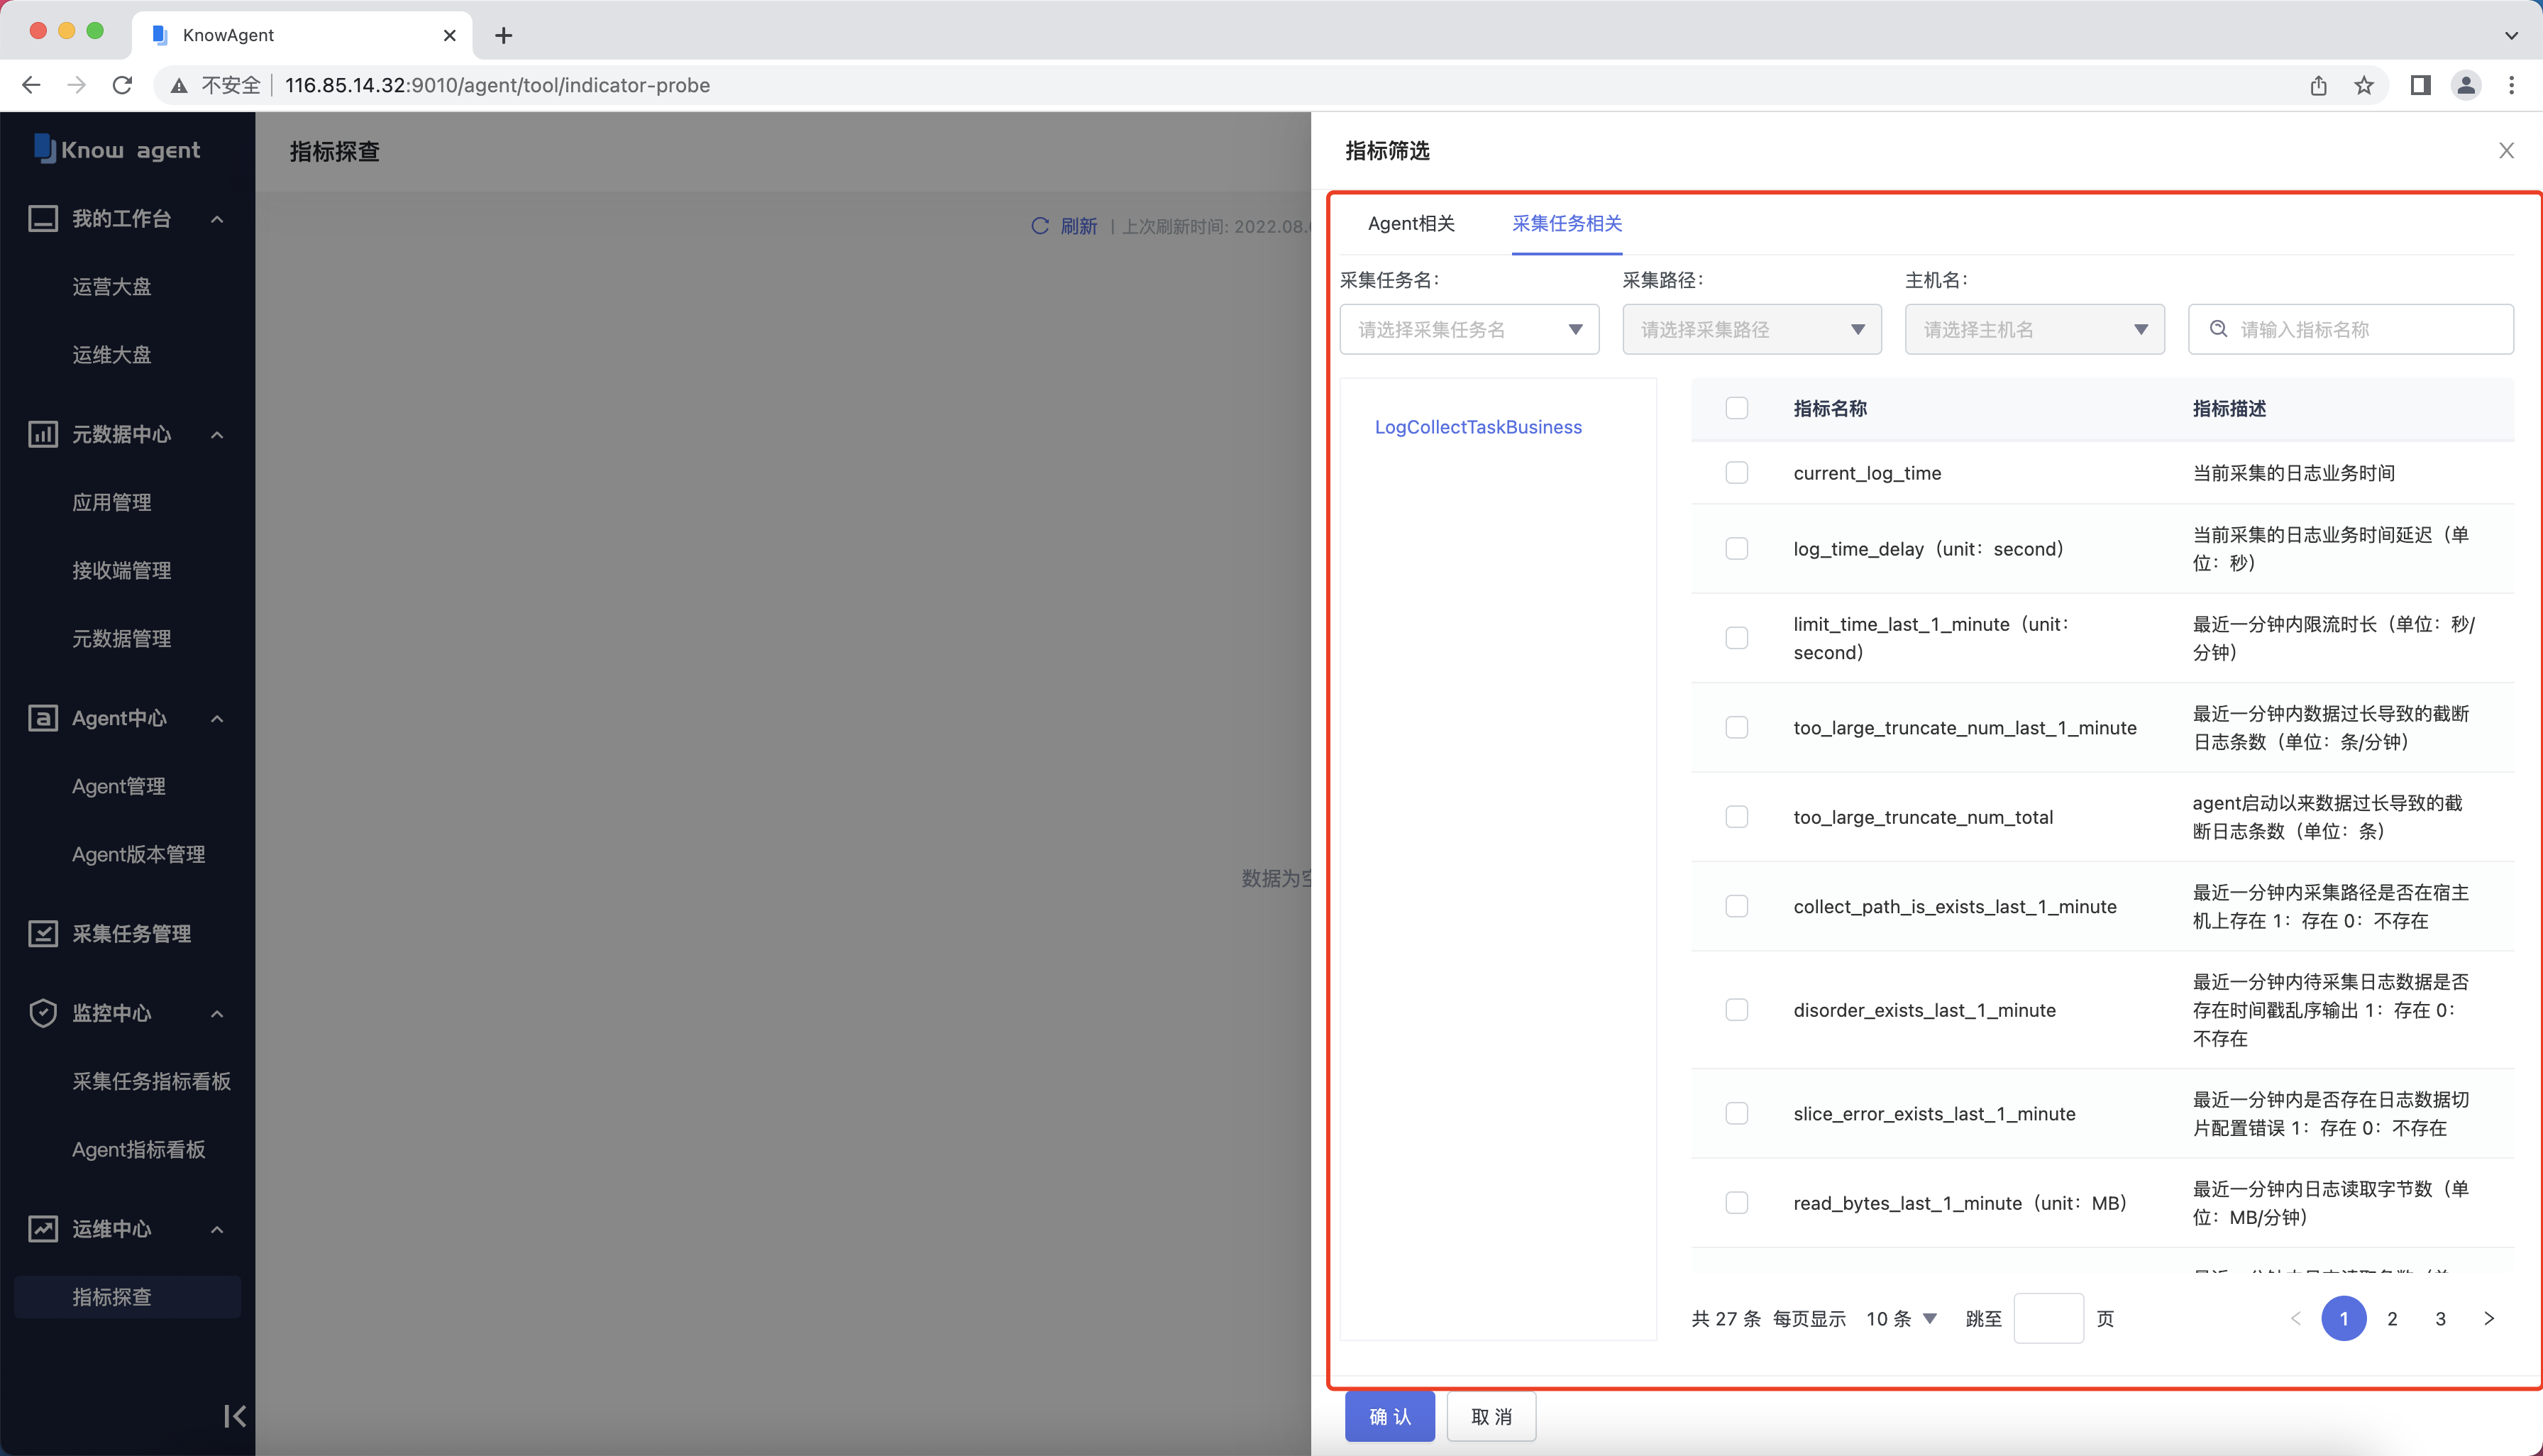 KnowAgent
不安全 116.85.14.32:9010/agent/tool/indicator-probe
Know agent
我的工作台
运营大盘
运维大盘
元数据中心
应用管理
接收端管理
元数据管理
Agent中心
Agent管理
Agent版本管理
采集任务管理
监控中心
采集任务指标看板
Agent指标看板
运维中心
指标探查
指标探查
刷新 | 上次刷新时间: 2022.08.
数据为空
指标筛选
Agent相关 采集任务相关
采集任务名: 采集路径: 主机名:
请选择采集任务名 请选择采集路径 请选择主机名 请输入指标名称
LogCollectTaskBusiness
指标名称 指标描述
current_log_time 当前采集的日志业务时间
log_time_delay（unit：second） 当前采集的日志业务时间延迟（单
位：秒）
limit_time_last_1_minute（unit：
second）
最近一分钟内限流时长（单位：秒/
分钟）
too_large_truncate_num_last_1_minute 最近一分钟内数据过长导致的截断
日志条数（单位：条/分钟）
too_large_truncate_num_total agent启动以来数据过长导致的截
断日志条数（单位：条）
collect_path_is_exists_last_1_minute 最近一分钟内采集路径是否在宿主
机上存在 1：存在 0：不存在
disorder_exists_last_1_minute 最近一分钟内待采集日志数据是否
存在时间戳乱序输出 1：存在 0：
不存在
slice_error_exists_last_1_minute 最近一分钟内是否存在日志数据切
片配置错误 1：存在 0：不存在
read_bytes_last_1_minute（unit：MB） 最近一分钟内日志读取字节数（单
位：MB/分钟）
共 27 条 每页显示 10 条 跳至 页 1 2 3
确 认 取 消